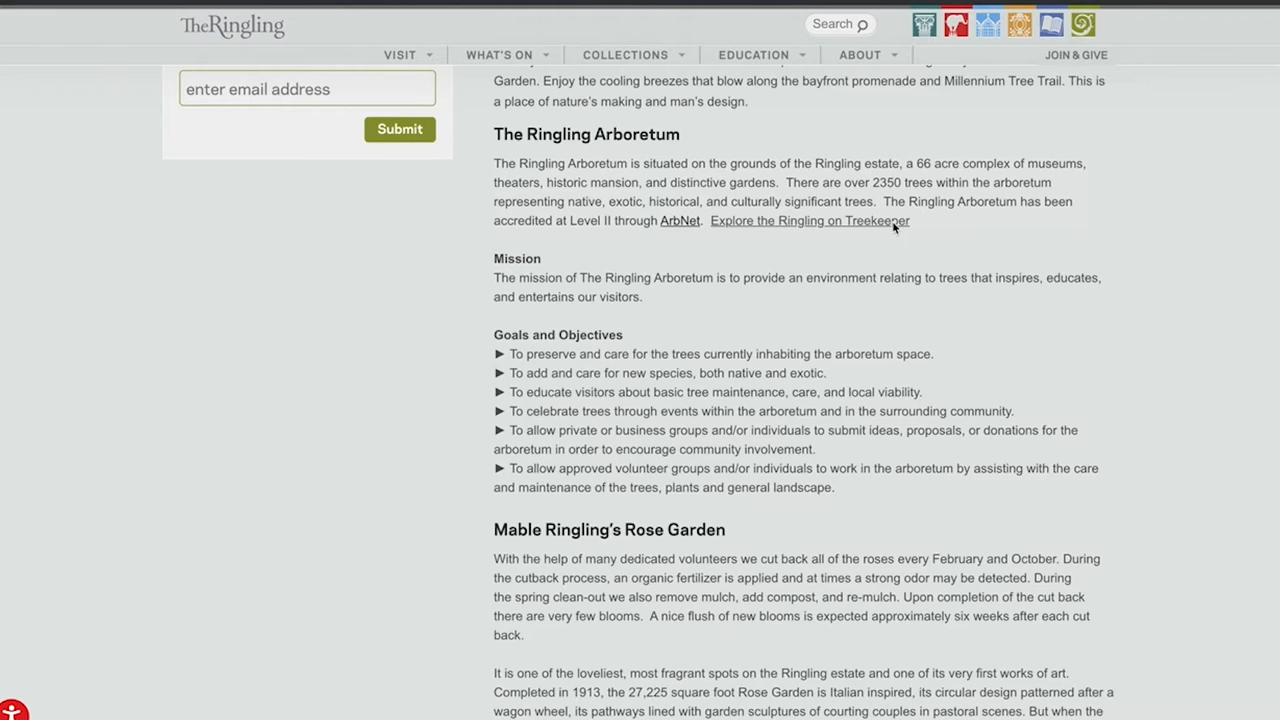 TheRingling
Search
VISIT WHAT'S ON COLLECTIONS EDUCATION ABOUT JOIN & GIVE
enter email address
Submit
Garden. Enjoy the cooling breezes that blow along the bayfront promenade and Millennium Tree Trail. This is
a place of nature's making and man's design.
The Ringling Arboretum
The Ringling Arboretum is situated on the grounds of the Ringling estate, a 66 acre complex of museums,
theaters, historic mansion, and distinctive gardens.  There are over 2350 trees within the arboretum
representing native, exotic, historical, and culturally significant trees.  The Ringling Arboretum has been
accredited at Level II through ArbNet.  Explore the Ringling on Treekeeper
Mission
The mission of The Ringling Arboretum is to provide an environment relating to trees that inspires, educates,
and entertains our visitors.
Goals and Objectives
► To preserve and care for the trees currently inhabiting the arboretum space.
► To add and care for new species, both native and exotic.
► To educate visitors about basic tree maintenance, care, and local viability.
► To celebrate trees through events within the arboretum and in the surrounding community.
► To allow private or business groups and/or individuals to submit ideas, proposals, or donations for the
arboretum in order to encourage community involvement.
► To allow approved volunteer groups and/or individuals to work in the arboretum by assisting with the care
and maintenance of the trees, plants and general landscape.
Mable Ringling's Rose Garden
With the help of many dedicated volunteers we cut back all of the roses every February and October. During
the cutback process, an organic fertilizer is applied and at times a strong odor may be detected. During
the spring clean-out we also remove mulch, add compost, and re-mulch. Upon completion of the cut back
there are very few blooms.  A nice flush of new blooms is expected approximately six weeks after each cut
back.
It is one of the loveliest, most fragrant spots on the Ringling estate and one of its very first works of art.
Completed in 1913, the 27,225 square foot Rose Garden is Italian inspired, its circular design patterned after a
wagon wheel, its pathways lined with garden sculptures of courting couples in pastoral scenes. But when the